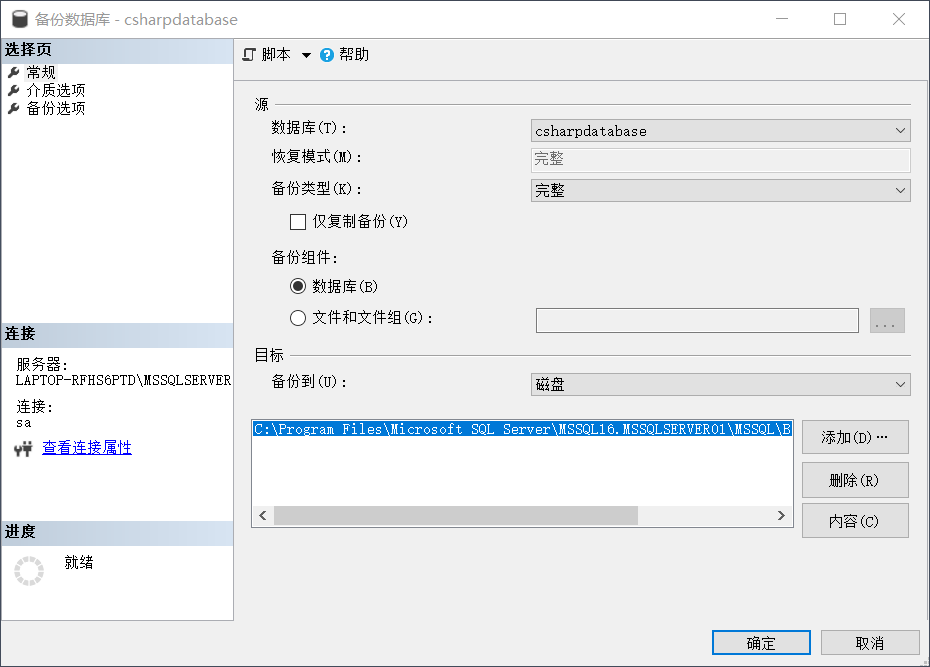 备份数据库 - csharpdatabase
选择页
常规
介质选项
备份选项
脚本
帮助
源
数据库(T):
csharpdatabase
恢复模式(M):
完整
备份类型(K):
完整
仅复制备份(Y)
备份组件:
数据库(B)
文件和文件组(G):
...
目标
备份到(U):
磁盘
C:\Program Files\Microsoft SQL Server\MSSQL16.MSSQLSERVER01\MSSQL\B
添加(D)…
删除(R)
内容(C)
连接
服务器:
LAPTOP-RFHS6PTD\MSSQLSERVER
连接:
sa
查看连接属性
进度
就绪
确定
取消